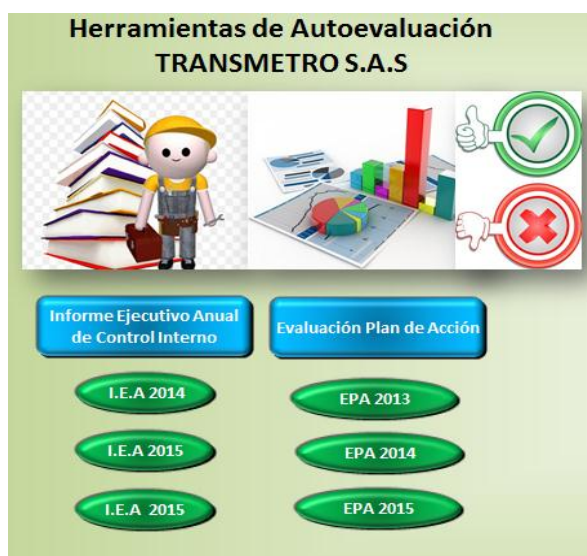 Herramientas de Autoevaluación
TRANSMETRO S.A.S
Informe Ejecutivo Anual
de Control Interno
I.E.A 2014
I.E.A 2015
I.E.A  2015
Evaluación Plan de Acción
EPA 2013
EPA 2014
EPA 2015